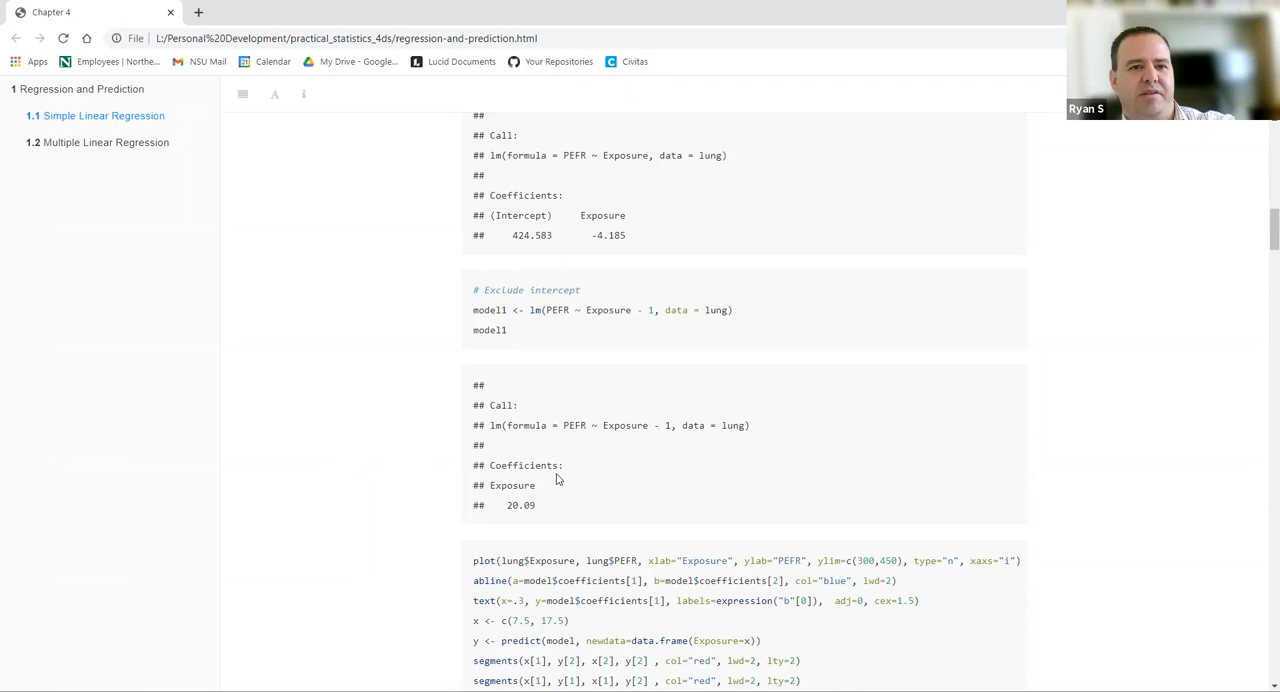 Chapter 4
File | L:/Personal%20Development/practical_statistics_4ds/regression-and-prediction.html
Apps Employees | Northe... NSU Mail Calendar My Drive - Google... Lucid Documents Your Repositories Civitas
Ryan S
1 Regression and Prediction
1.1 Simple Linear Regression
1.2 Multiple Linear Regression
##
## Call:
## lm(formula = PEFR ~ Exposure, data = lung)
##
## Coefficients:
## (Intercept) Exposure
## 424.583 -4.185
# Exclude intercept
model1 <- lm(PEFR ~ Exposure - 1, data = lung)
model1
##
## Call:
## lm(formula = PEFR ~ Exposure - 1, data = lung)
##
## Coefficients:
## Exposure
## 20.09
plot(lung$Exposure, lung$PEFR, xlab="Exposure", ylab="PEFR", ylim=c(300,450), type="n", xaxs="i")
abline(a=model$coefficients[1], b=model$coefficients[2], col="blue", lwd=2)
text(x=.3, y=model$coefficients[1], labels=expression("b"[0]), adj=0, cex=1.5)
x <- c(7.5, 17.5)
y <- predict(model, newdata=data.frame(Exposure=x))
segments(x[1], y[2], x[2], y[2] , col="red", lwd=2, lty=2)
segments(x[1], y[1], x[1], y[2] , col="red", lwd=2, lty=2)